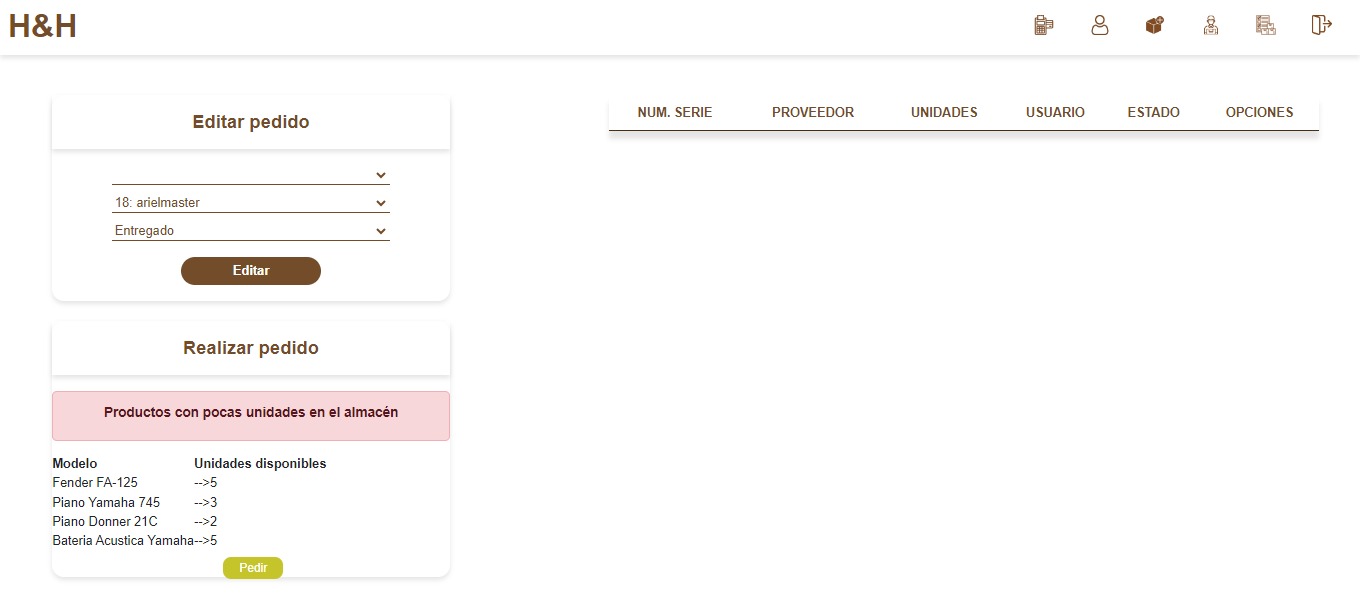 H&H
Editar pedido
18: arielmaster
Entregado
Editar
Realizar pedido
Productos con pocas unidades en el almacén
Modelo Unidades disponibles
Fender FA-125 -->5
Piano Yamaha 745 -->3
Piano Donner 21C -->2
Bateria Acustica Yamaha-->5
Pedir
NUM. SERIE PROVEEDOR UNIDADES USUARIO ESTADO OPCIONES